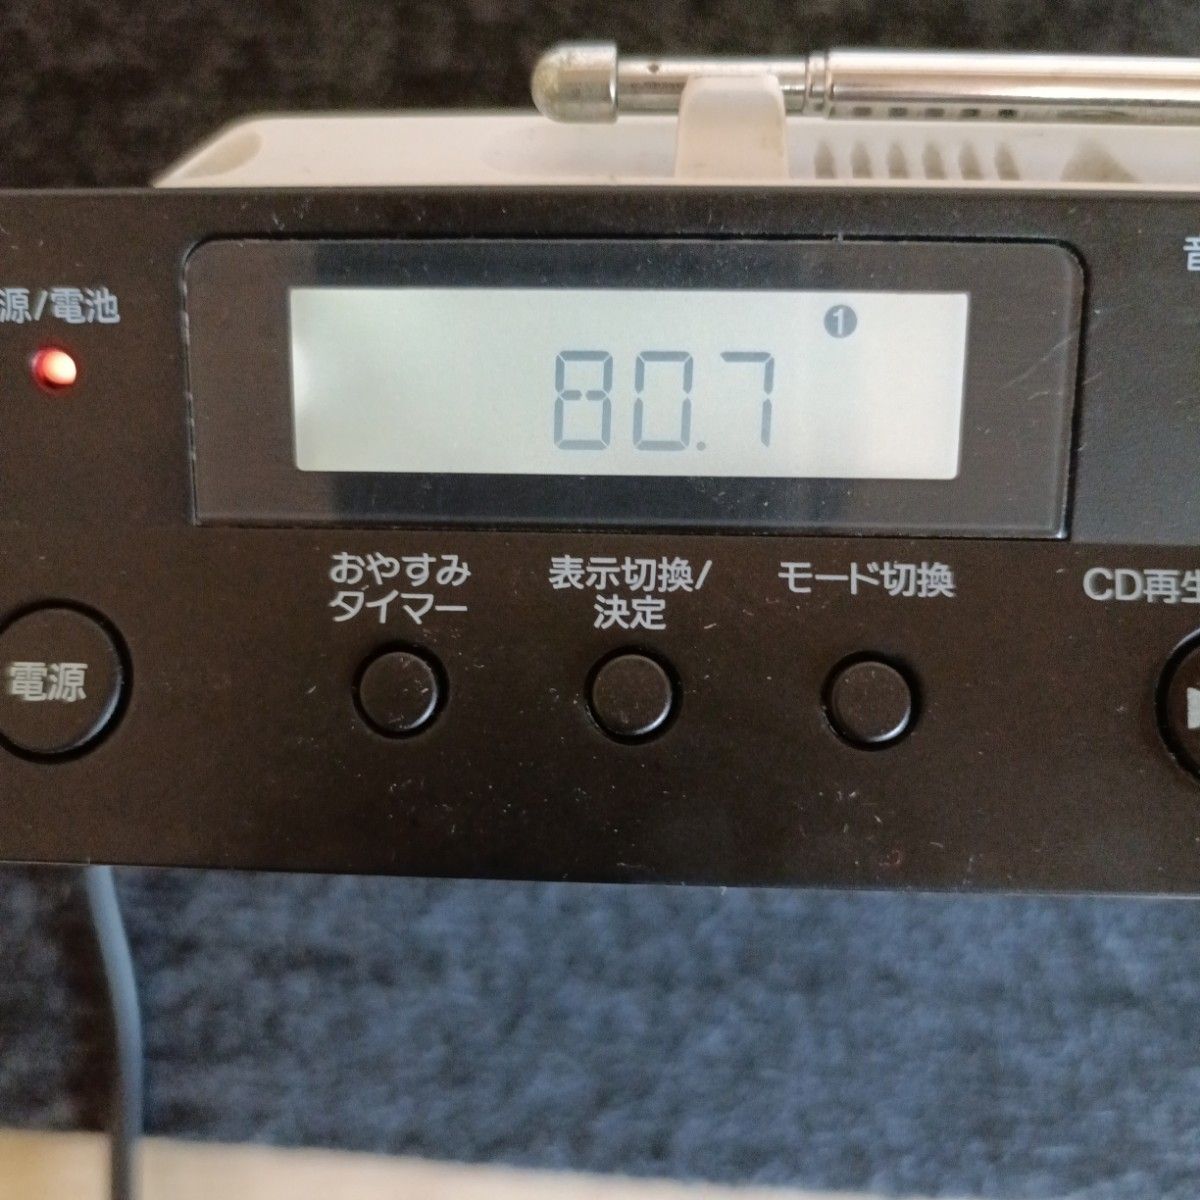 音
源/電池
1
80.7
おやすみ
タイマー
表示切換/
決定
モード切換
CD再生
電源